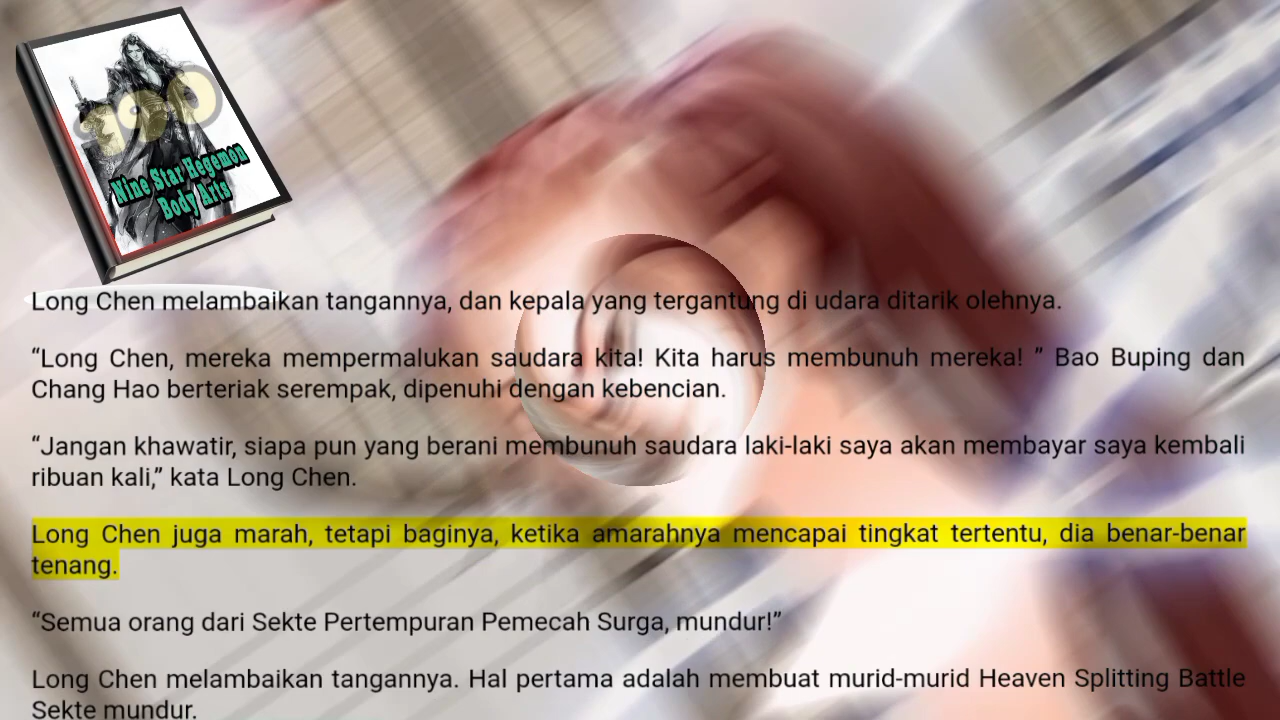 390
Nine Star Hegemon
Body Arts
Long Chen melambaikan tangannya, dan kepala yang tergantung di udara ditarik olehnya.
“Long Chen, mereka mempermalukan saudara kita! Kita harus membunuh mereka! ” Bao Buping dan
Chang Hao berteriak serempak, dipenuhi dengan kebencian.
“Jangan khawatir, siapa pun yang berani membunuh saudara laki-laki saya akan membayar saya kembali
ribuan kali,” kata Long Chen.
Long Chen juga marah, tetapi baginya, ketika amarahnya mencapai tingkat tertentu, dia benar-benar
tenang.
“Semua orang dari Sekte Pertempuran Pemecah Surga, mundur!”
Long Chen melambaikan tangannya. Hal pertama adalah membuat murid-murid Heaven Splitting Battle
Sekte mundur.